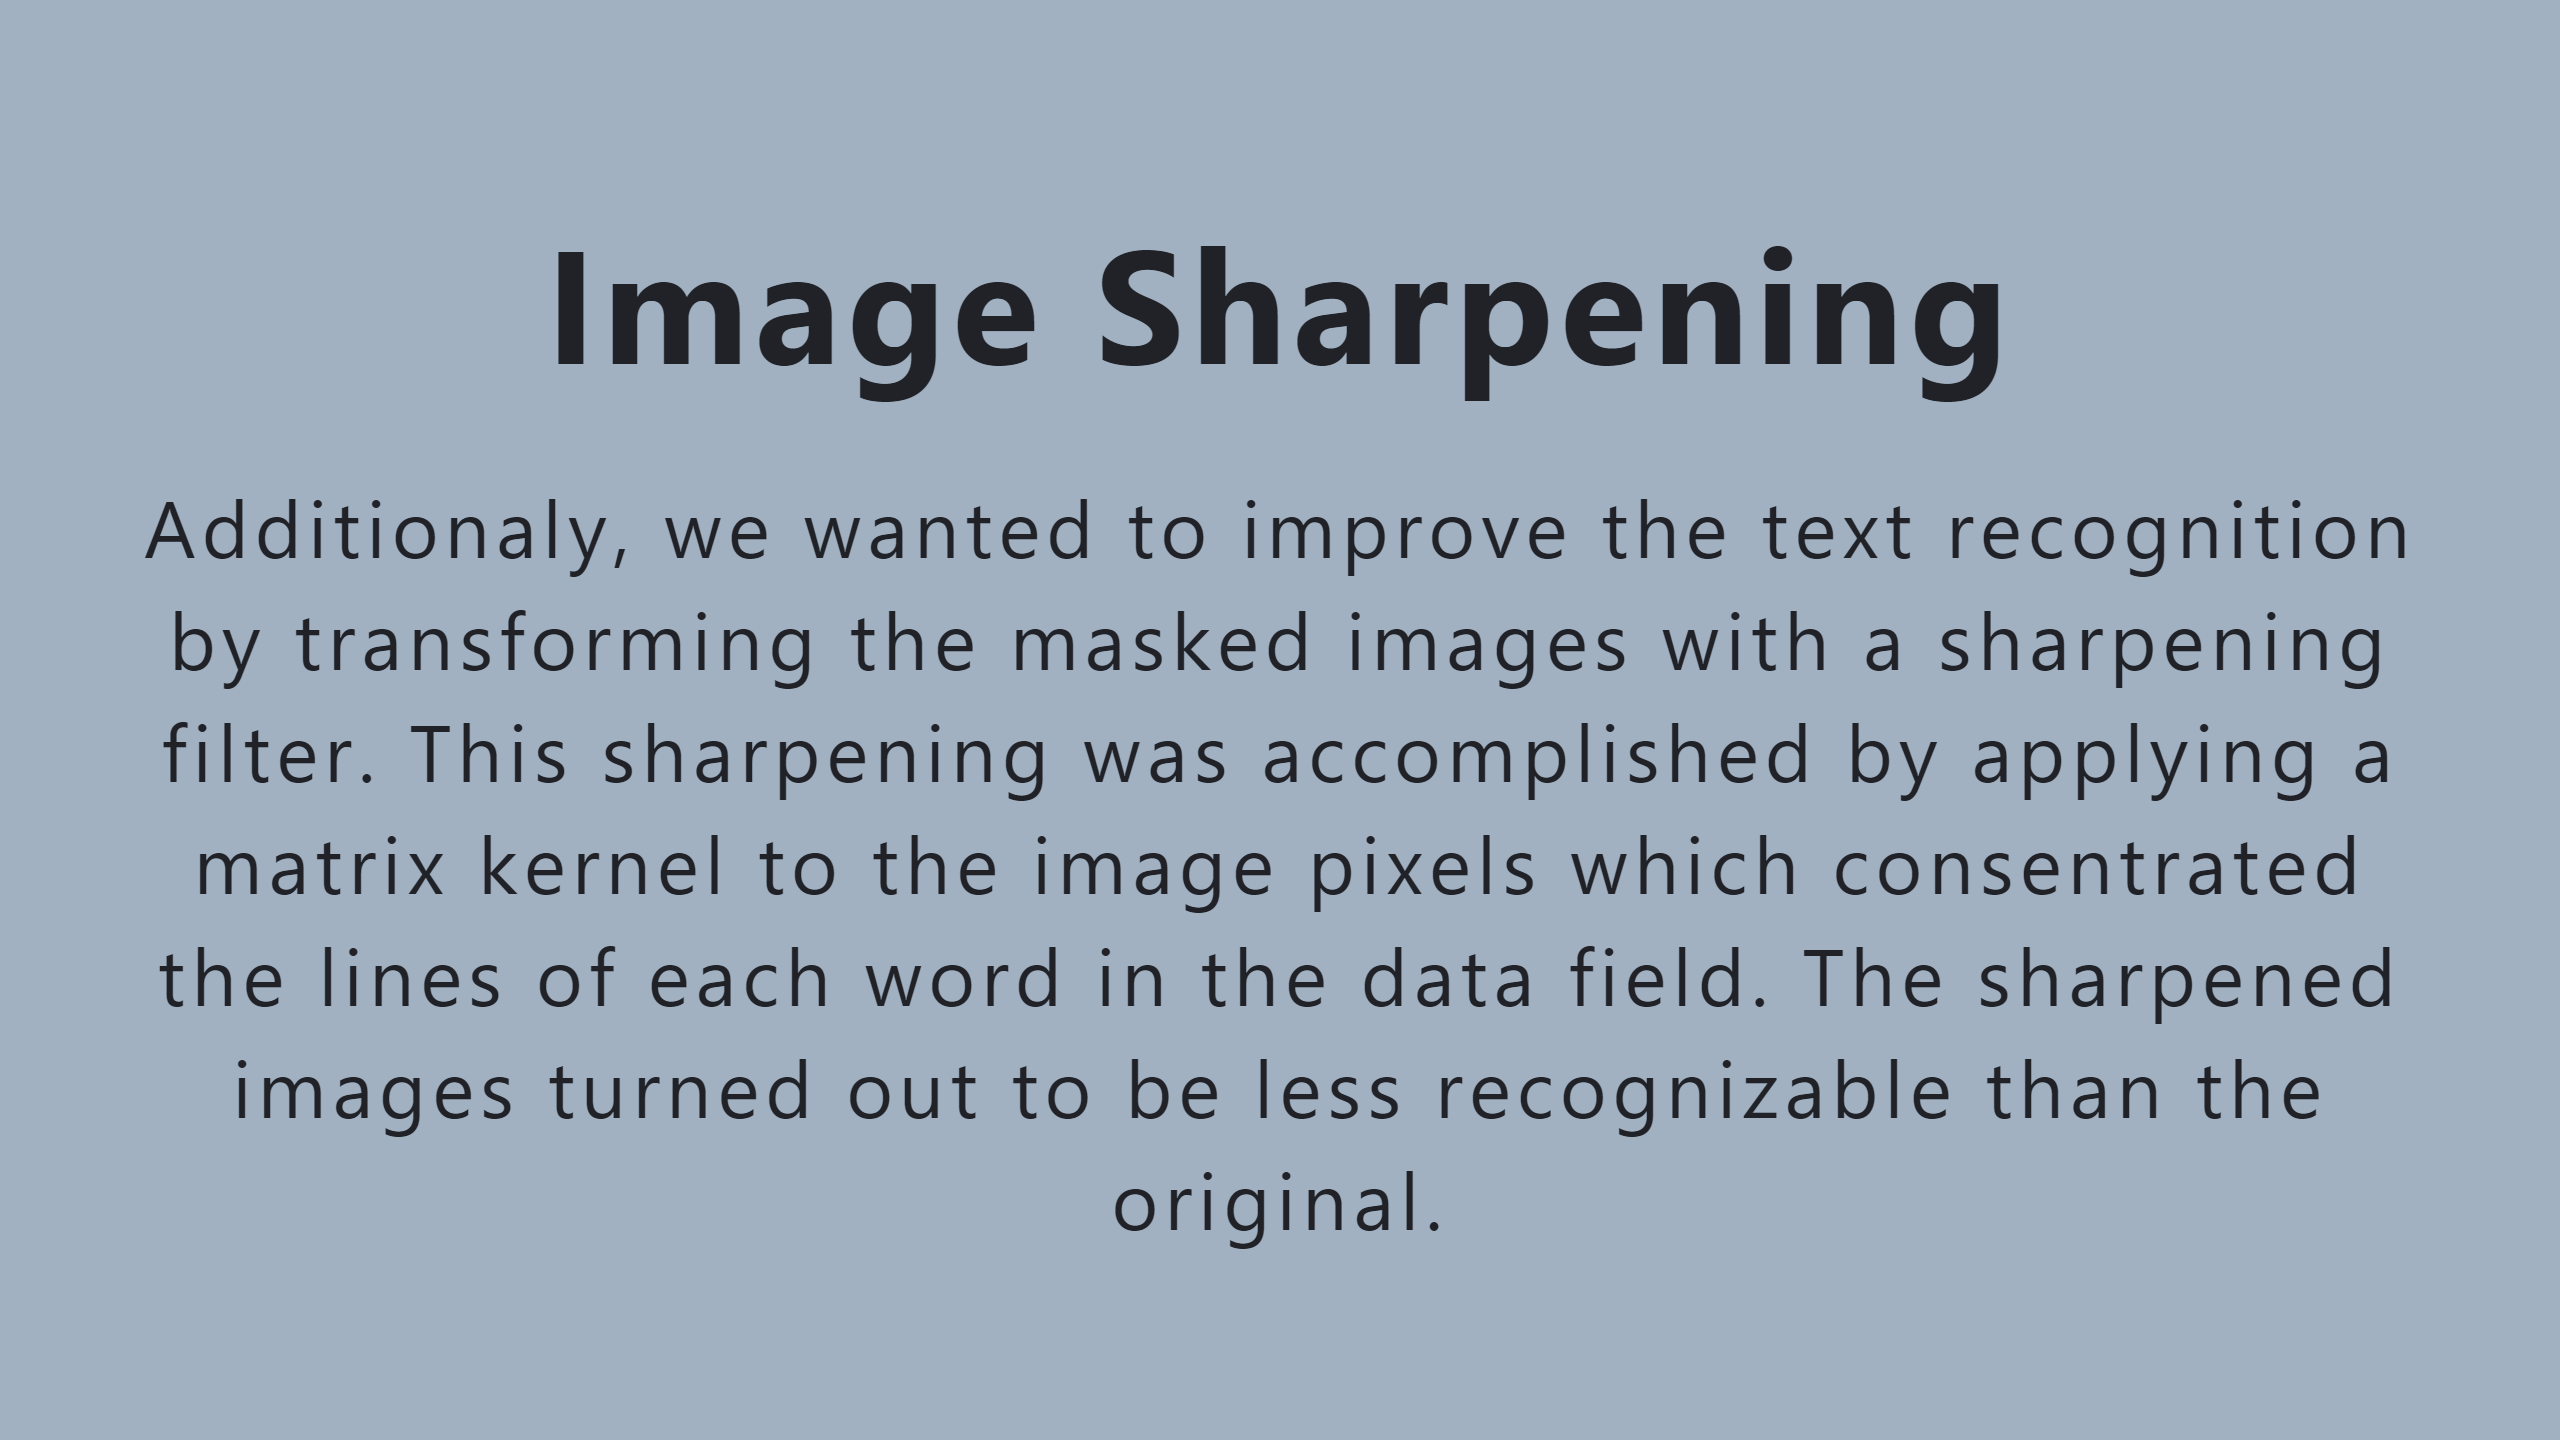 Image Sharpening
Additionaly, we wanted to improve the text recognition
by transforming the masked images with a sharpening
filter. This sharpening was accomplished by applying a
matrix kernel to the image pixels which consentrated
the lines of each word in the data field. The sharpened
images turned out to be less recognizable than the
original.